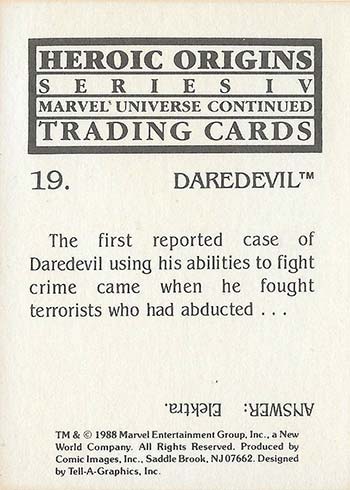 HEROIC ORIGINS
SERIES IV
MARVEL UNIVERSE CONTINUED
TRADING CARDS
19. DAREDEVIL™
The first reported case of
Daredevil using his abilities to fight
crime came when he fought
terrorists who had abducted . . .
ANSWER: Elektra.
TM & © 1988 Marvel Entertainment Group, Inc., a New
World Company. All Rights Reserved. Produced by
Comic Images, Inc., Saddle Brook, NJ 07662. Designed
by Tell-A-Graphics, Inc.